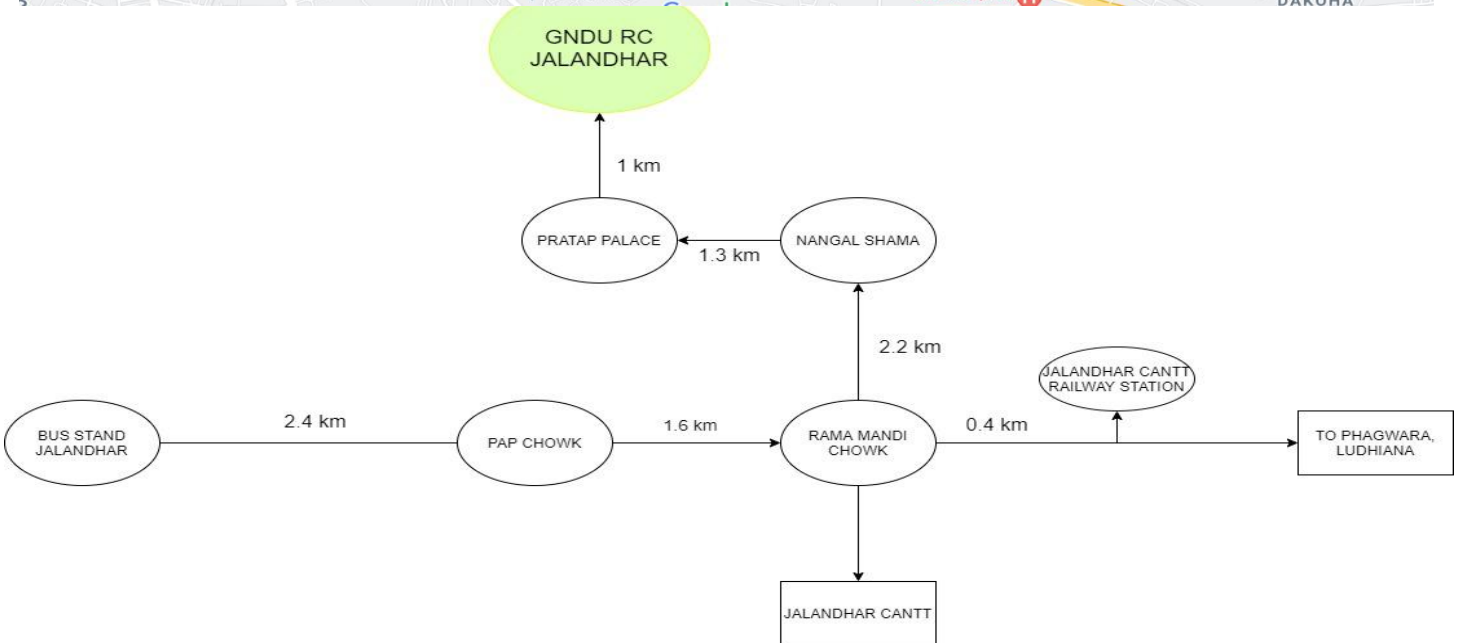 DAKOHA
GNDU RC
JALANDHAR
1 km
PRATAP PALACE
NANGAL SHAMA
1.3 km
2.2 km
JALANDHAR CANTT
RAILWAY STATION
BUS STAND
JALANDHAR
2.4 km
PAP CHOWK
1.6 km
RAMA MANDI
CHOWK
0.4 km
TO PHAGWARA,
LUDHIANA
JALANDHAR CANTT